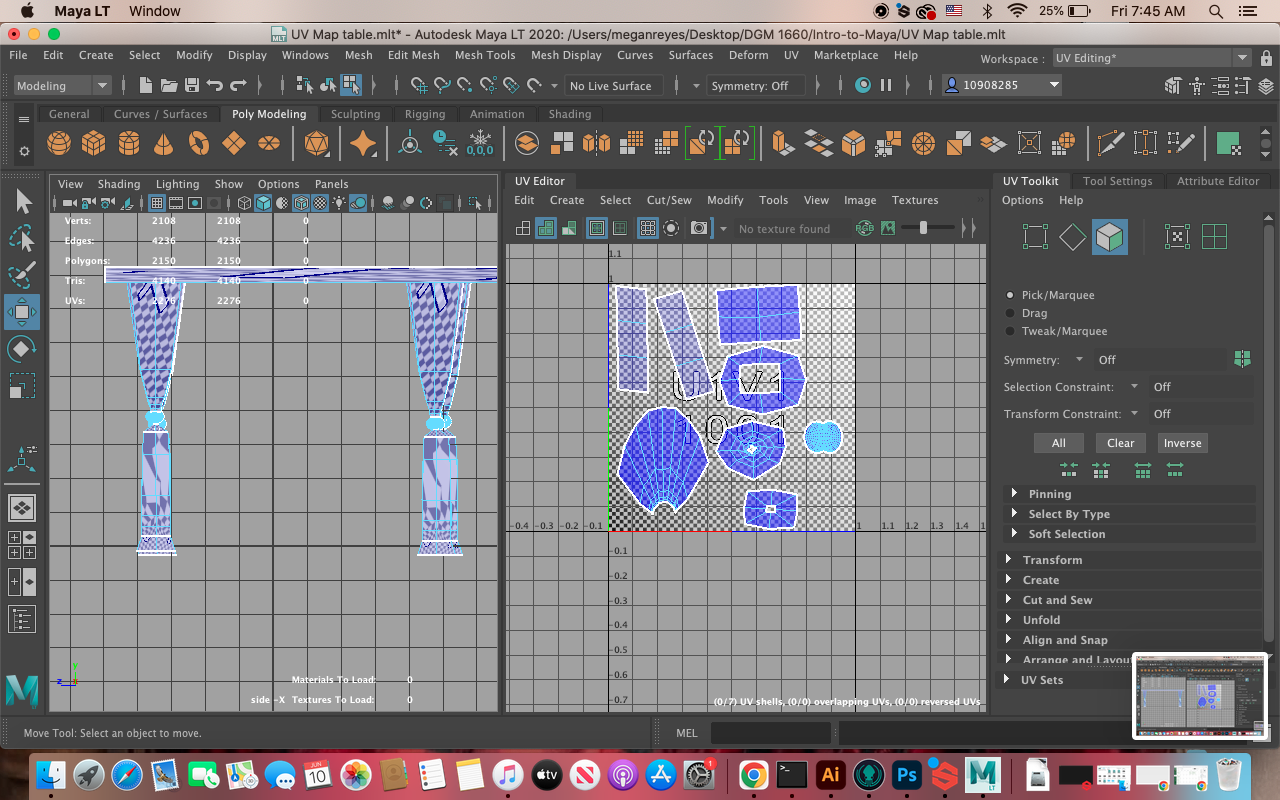 Maya LT Window 25% Fri 7:45 AM
UV Map table.mlt* - Autodesk Maya LT 2020: /Users/meganreyes/Desktop/DGM 1660/Intro-to-Maya/UV Map table.mlt
File Edit Create Select Modify Display Windows Mesh Edit Mesh Mesh Tools Mesh Display Curves Surfaces Deform UV Marketplace Help Workspace : UV Editing*
Modeling No Live Surface Symmetry: Off 10908285
General Curves / Surfaces Poly Modeling Sculpting Rigging Animation Shading
0,0,0
View Shading Lighting Show Options Panels
Verts: 2108 2108 0
Edges: 4236 4236 0
Polygons: 2150 2150 0
Tris: 4140 4140 0
UVs: 2276 2276 0
Materials To Load: 0
side -X Textures To Load: 0
y
z x
UV Editor
Edit Create Select Cut/Sew Modify Tools View Image Textures
No texture found RGB
1.1
1
U1V1
1001
-0.4 -0.3 -0.2 -0.1 1 1.1 1.2 1.3 1.4 1
-0.1
-0.2
-0.3
-0.4
-0.5
-0.6
-0.7
(0/7) UV shells, (0/0) overlapping UVs, (0/0) reversed UVs
UV Toolkit Tool Settings Attribute Editor
Options Help
Pick/Marquee
Drag
Tweak/Marquee
Symmetry: Off
Selection Constraint: Off
Transform Constraint: Off
All Clear Inverse
Pinning
Select By Type
Soft Selection
Transform
Create
Cut and Sew
Unfold
Align and Snap
Arrange and Layou
UV Sets
Move Tool: Select an object to move. MEL
JUN
10
tv
1
Ai
Ps
M
LT